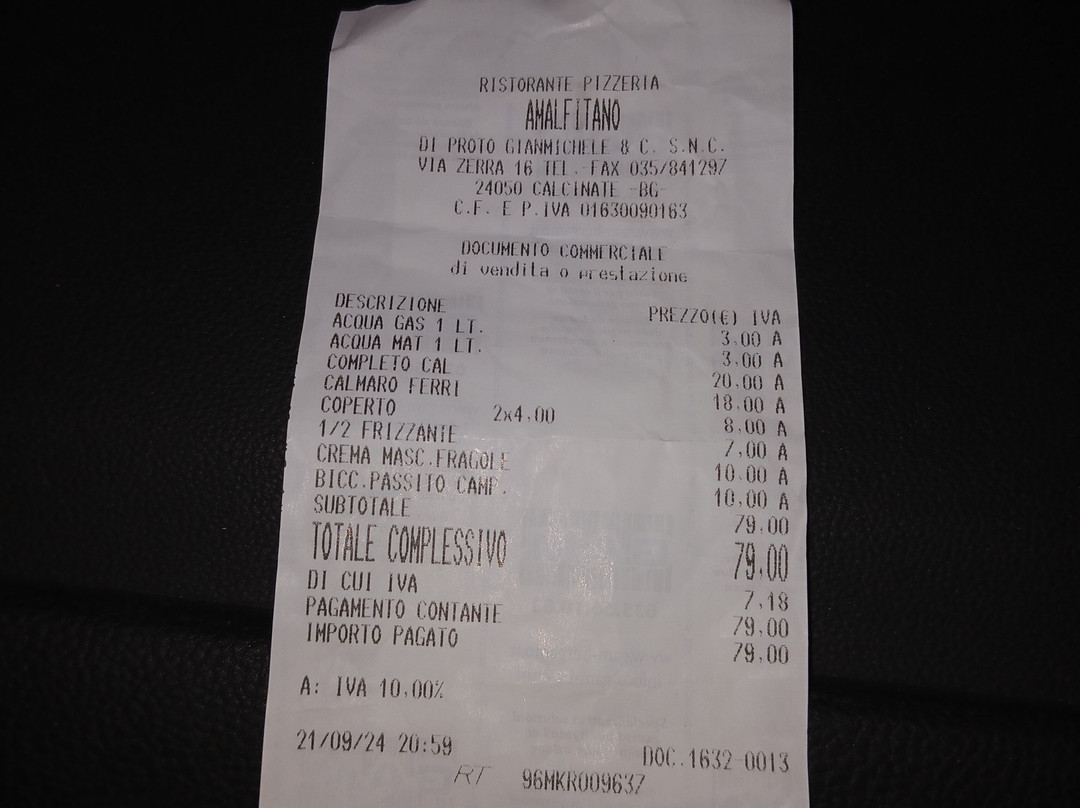 RISTORANTE PIZZERIA
AMALFITANO
DI PROTO GIANMICHELE & C. S.N.C.
VIA ZERRA 16 TEL.-FAX 035/841297
24050 CALCINATE -BG-
C.F. E P.IVA 01630090163
DOCUMENTO COMMERCIALE
di vendita o prestazione
DESCRIZIONE PREZZO(€) IVA
ACQUA GAS 1 LT. 3,00 A
ACQUA MAT 1 LT. 3,00 A
COMPLETO CAL 20,00 A
CALMARO FERRI 18,00 A
COPERTO 2x4,00 8,00 A
1/2 FRIZZANTE 7,00 A
CREMA MASC.FRAGOLE 10,00 A
BICC.PASSITO CAMP. 10,00 A
SUBTOTALE 79,00
TOTALE COMPLESSIVO 79,00
DI CUI IVA 7,18
PAGAMENTO CONTANTE 79,00
IMPORTO PAGATO 79,00
A: IVA 10,00%
21/09/24 20:59 DOC.1632-0013
RT 96MKR009637